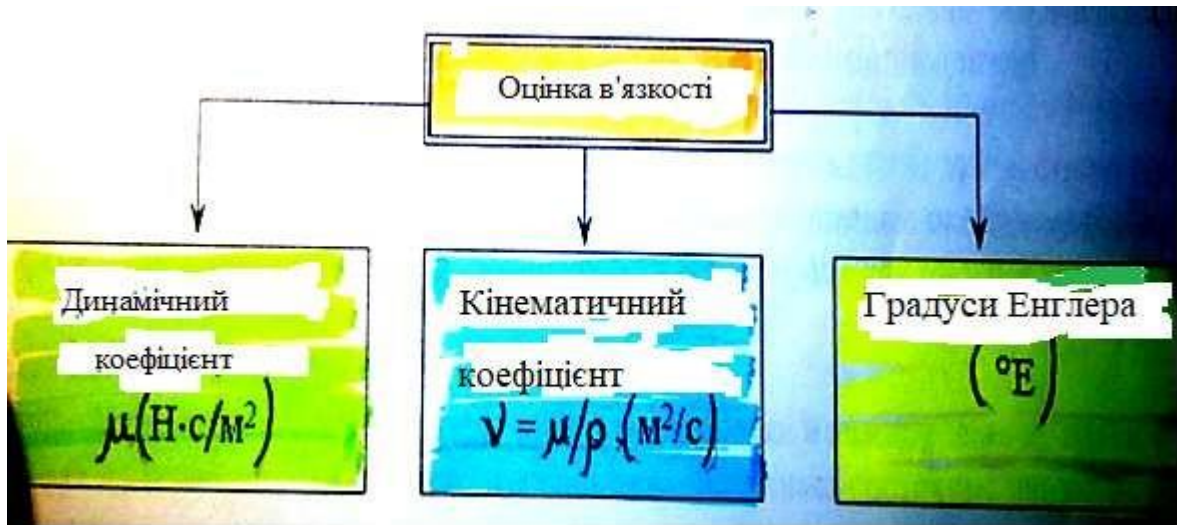 Оцінка в'язкості
Динамічний
коефіцієнт
μ(Н·с/м²)
Кінематичний
коефіцієнт
ν = μ/ρ (м²/с)
Градуси Енглера
(°E)